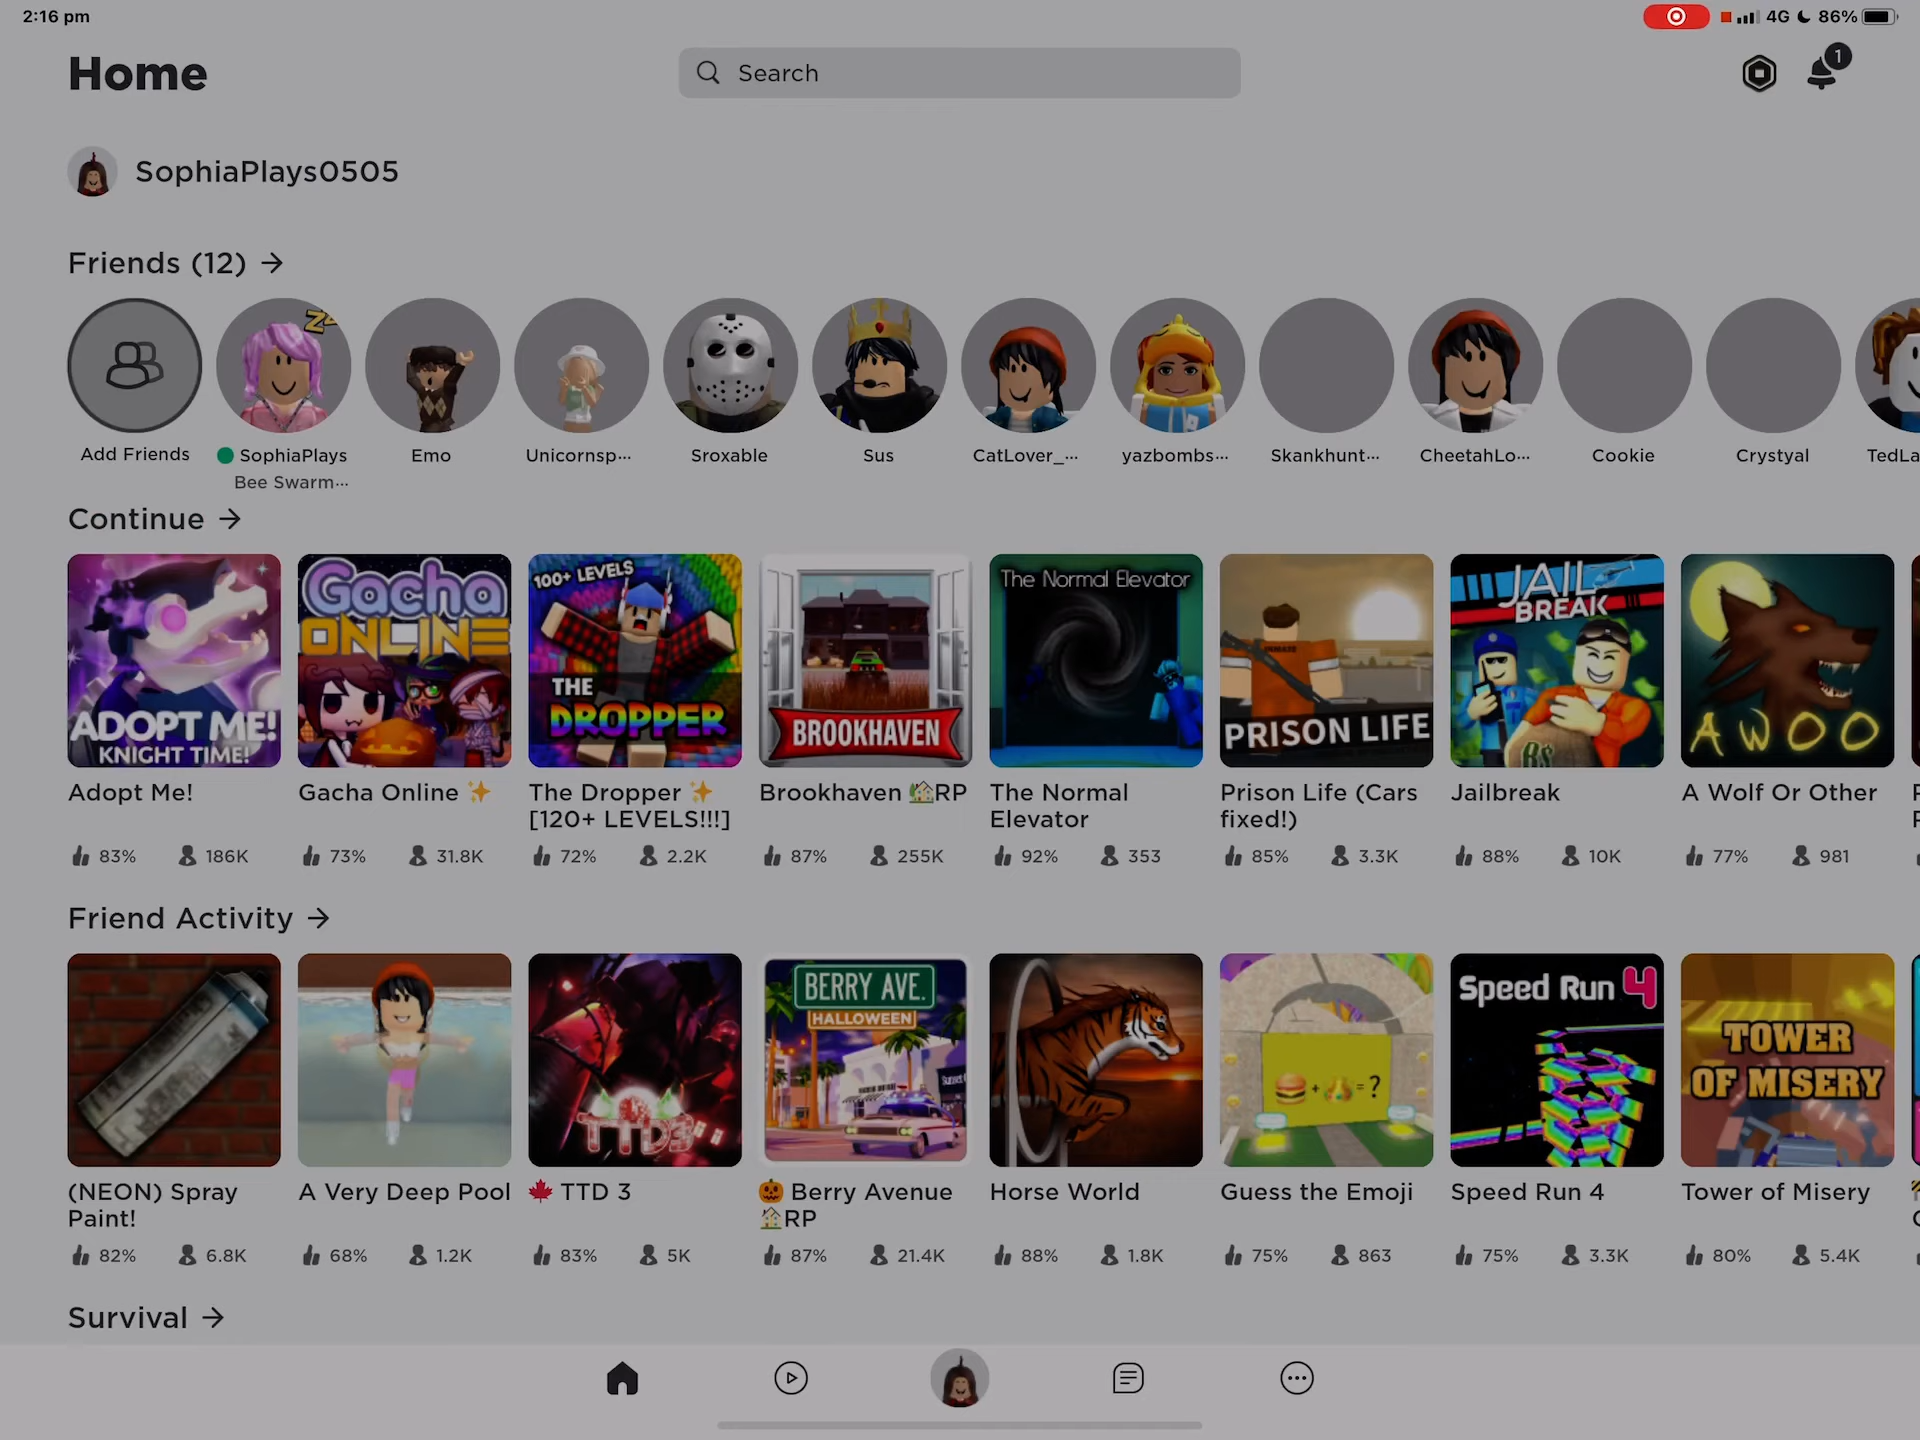 2:16 pm
4G 86%
Home
Search
1
SophiaPlays0505
Friends (12)
Add Friends
SophiaPlays
Bee Swarm...
Emo
Unicornsp...
Sroxable
Sus
CatLover_...
yazbombs...
Skankhunt...
CheetahLo...
Cookie
Crystyal
TedLa
Continue
ADOPT ME!
KNIGHT TIME!
Gacha
ONLINE
100+ LEVELS
THE
DROPPER
BROOKHAVEN
The Normal Elevator
PRISON LIFE
JAIL
BREAK
AWOO
Adopt Me!
83% 186K
Gacha Online ✨
73% 31.8K
The Dropper ✨
[120+ LEVELS!!!]
72% 2.2K
Brookhaven 🏡RP
87% 255K
The Normal
Elevator
92% 353
Prison Life (Cars
fixed!)
85% 3.3K
Jailbreak
88% 10K
A Wolf Or Other
77% 981
Friend Activity
TTD3
BERRY AVE.
HALLOWEEN
= ?
Speed Run 4
TOWER
OF MISERY
(NEON) Spray
Paint!
82% 6.8K
A Very Deep Pool
68% 1.2K
🍁 TTD 3
83% 5K
🎃 Berry Avenue
🏠RP
87% 21.4K
Horse World
88% 1.8K
Guess the Emoji
75% 863
Speed Run 4
75% 3.3K
Tower of Misery
80% 5.4K
Survival